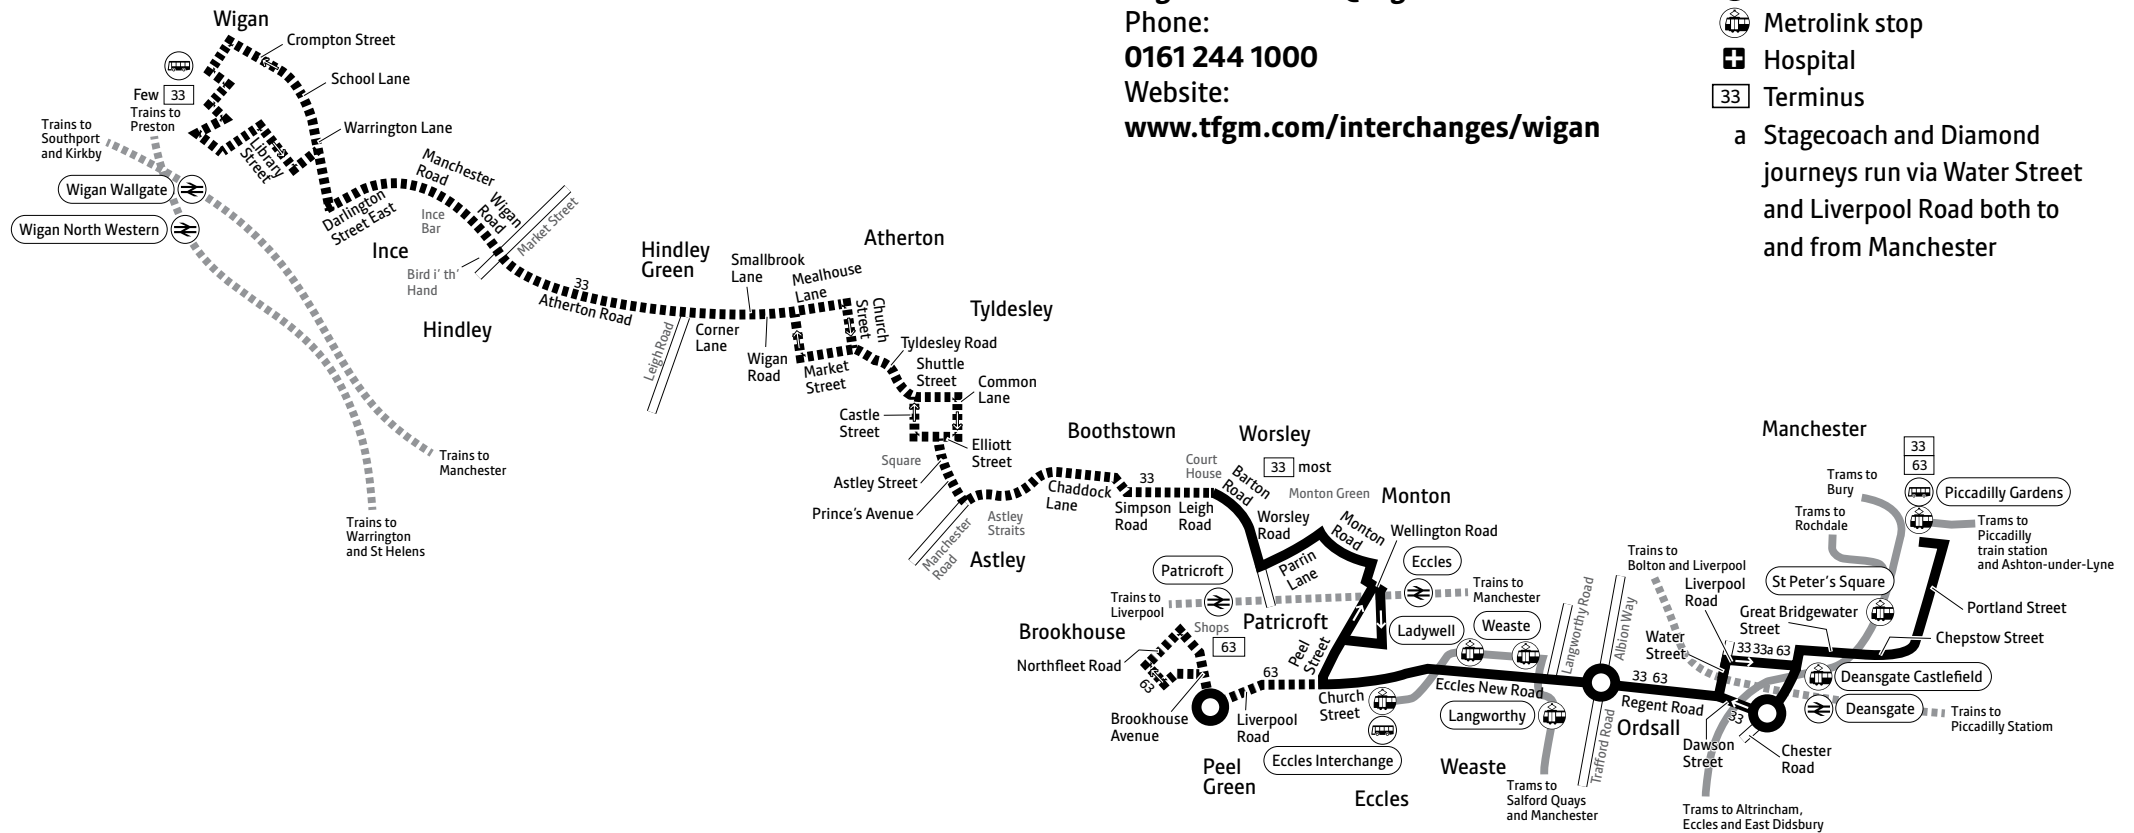 Phone:
0161 244 1000
Website:
www.tfgm.com/interchanges/wigan
Metrolink stop
Hospital
33 Terminus
a Stagecoach and Diamond
journeys run via Water Street
and Liverpool Road both to
and from Manchester
Wigan
Crompton Street
School Lane
Few 33
Trains to
Preston
Trains to
Southport
and Kirkby
Warrington Lane
Library
Street
Wigan Wallgate
Wigan North Western
Darlington
Street East
Manchester
Road
Ince
Bar
Wigan
Road
Market Street
Ince
Bird i' th'
Hand
Hindley
33
Atherton Road
Hindley
Green
Leigh Road
Corner
Lane
Smallbrook
Lane
Wigan
Road
Mealhouse
Lane
Atherton
Church
Street
Market
Street
Tyldesley
Tyldesley Road
Shuttle
Street
Common
Lane
Castle
Street
Elliott
Street
Square
Astley Street
Prince's Avenue
Manchester
Road
Astley
Straits
Astley
Trains to
Manchester
Trains to
Warrington
and St Helens
Boothstown
Chaddock
Lane
33
Simpson
Road
Leigh
Road
Court
House
Worsley
33 most
Barton
Road
Monton Green
Monton
Worsley
Road
Monton
Road
Wellington Road
Parrin
Lane
Patricroft
Eccles
Trains to
Liverpool
Trains to
Manchester
Brookhouse
Shops
63
Patricroft
Northfleet Road
63
Brookhouse
Avenue
63
Liverpool
Road
Peel
Street
Peel
Green
Church
Street
Ladywell
Weaste
Eccles New Road
Langworthy
Eccles Interchange
Eccles
Weaste
Trams to
Salford Quays
and Manchester
Langworthy Road
Albion Way
Trafford Road
33 63
Regent Road
Ordsall
Manchester
33
63
Piccadilly Gardens
Trams to
Bury
Trams to
Rochdale
Trams to
Piccadilly
train station
and Ashton-under-Lyne
Trains to
Bolton and Liverpool
Liverpool
Road
St Peter's Square
Great Bridgewater
Street
Portland Street
Chepstow Street
Water
Street
33 33a 63
Deansgate Castlefield
Deansgate
Trains to
Piccadilly Statiom
33
Dawson
Street
Chester
Road
Trams to Altrincham,
Eccles and East Didsbury